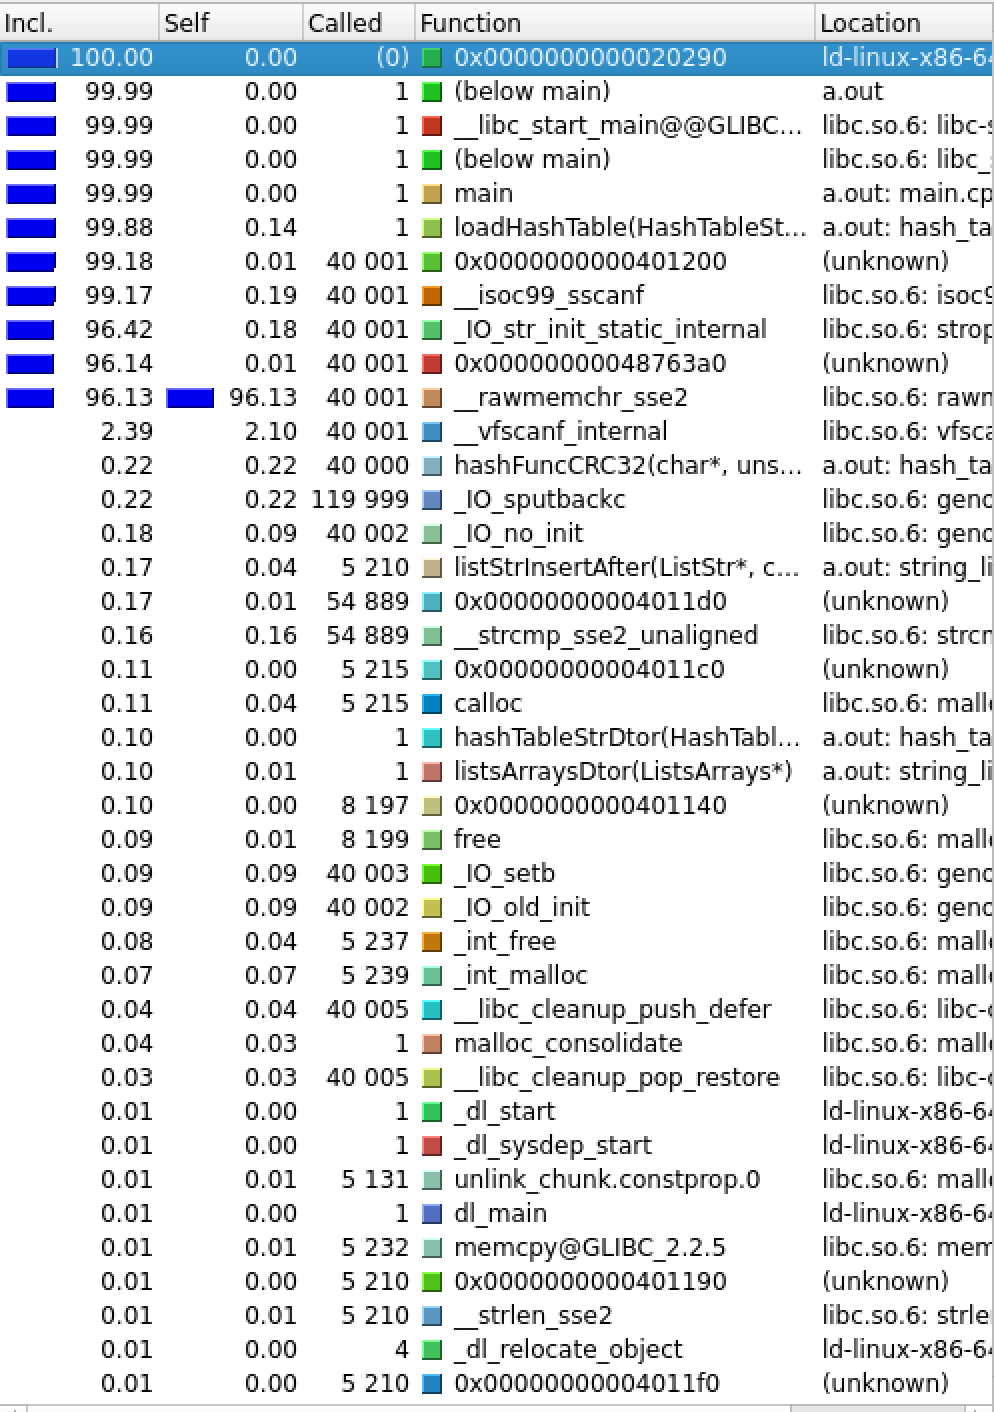 Incl. Self Called Function Location
100.00 0.00 (0) 0x0000000000020290 ld-linux-x86-64
99.99 0.00 1 (below main) a.out
99.99 0.00 1 __libc_start_main@@GLIBC... libc.so.6: libc-s
99.99 0.00 1 (below main) libc.so.6: libc_
99.99 0.00 1 main a.out: main.cp
99.88 0.14 1 loadHashTable(HashTableSt... a.out: hash_ta
99.18 0.01 40 001 0x0000000000401200 (unknown)
99.17 0.19 40 001 __isoc99_sscanf libc.so.6: isoc9
96.42 0.18 40 001 _IO_str_init_static_internal libc.so.6: strop
96.14 0.01 40 001 0x00000000048763a0 (unknown)
96.13 96.13 40 001 __rawmemchr_sse2 libc.so.6: rawm
2.39 2.10 40 001 __vfscanf_internal libc.so.6: vfsca
0.22 0.22 40 000 hashFuncCRC32(char*, uns... a.out: hash_ta
0.22 0.22 119 999 _IO_sputbackc libc.so.6: geno
0.18 0.09 40 002 _IO_no_init libc.so.6: geno
0.17 0.04 5 210 listStrInsertAfter(ListStr*, c... a.out: string_li
0.17 0.01 54 889 0x00000000004011d0 (unknown)
0.16 0.16 54 889 __strcmp_sse2_unaligned libc.so.6: strcm
0.11 0.00 5 215 0x00000000004011c0 (unknown)
0.11 0.04 5 215 calloc libc.so.6: mallo
0.10 0.00 1 hashTableStrDtor(HashTabl... a.out: hash_ta
0.10 0.01 1 listsArraysDtor(ListsArrays*) a.out: string_li
0.10 0.00 8 197 0x0000000000401140 (unknown)
0.09 0.01 8 199 free libc.so.6: mallo
0.09 0.09 40 003 _IO_setb libc.so.6: geno
0.09 0.09 40 002 _IO_old_init libc.so.6: geno
0.08 0.04 5 237 _int_free libc.so.6: mallo
0.07 0.07 5 239 _int_malloc libc.so.6: mallo
0.04 0.04 40 005 __libc_cleanup_push_defer libc.so.6: libc-c
0.04 0.03 1 malloc_consolidate libc.so.6: mallo
0.03 0.03 40 005 __libc_cleanup_pop_restore libc.so.6: libc-c
0.01 0.00 1 _dl_start ld-linux-x86-64
0.01 0.00 1 _dl_sysdep_start ld-linux-x86-64
0.01 0.01 5 131 unlink_chunk.constprop.0 libc.so.6: mallo
0.01 0.00 1 dl_main ld-linux-x86-64
0.01 0.01 5 232 memcpy@GLIBC_2.2.5 libc.so.6: mem
0.01 0.00 5 210 0x0000000000401190 (unknown)
0.01 0.01 5 210 __strlen_sse2 libc.so.6: strle
0.01 0.00 4 _dl_relocate_object ld-linux-x86-64
0.01 0.00 5 210 0x00000000004011f0 (unknown)